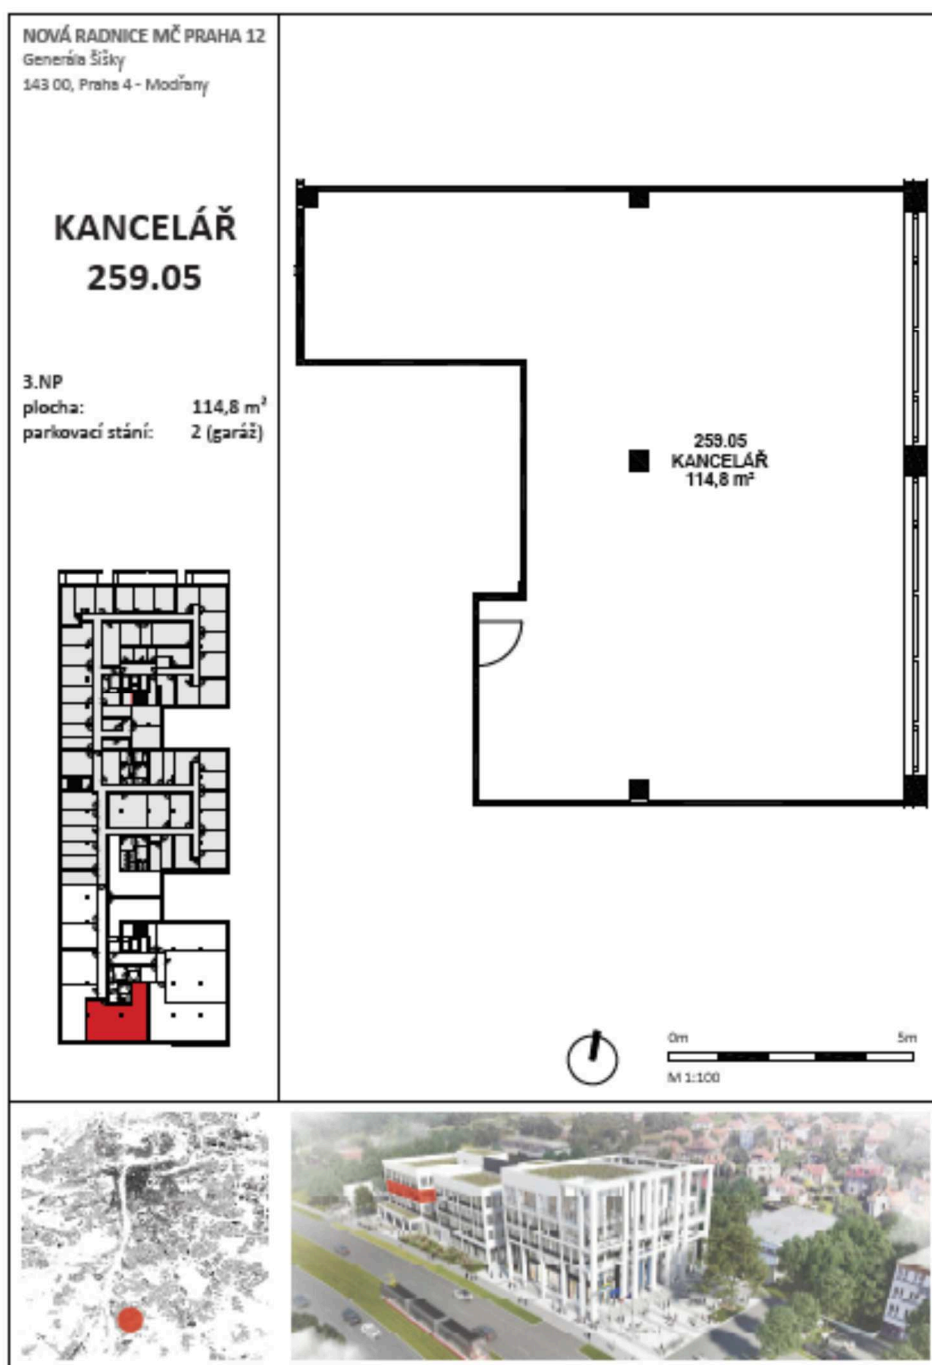 NOVÁ RADNICE MČ PRAHA 12
Generála Šišky
143 00, Praha 4 - Modřany
KANCELÁŘ
259.05
3.NP
plocha: 114,8 m²
parkovací stání: 2 (garáž)
259.05
KANCELÁŘ
114,8 m²
0m 5m
M 1:100